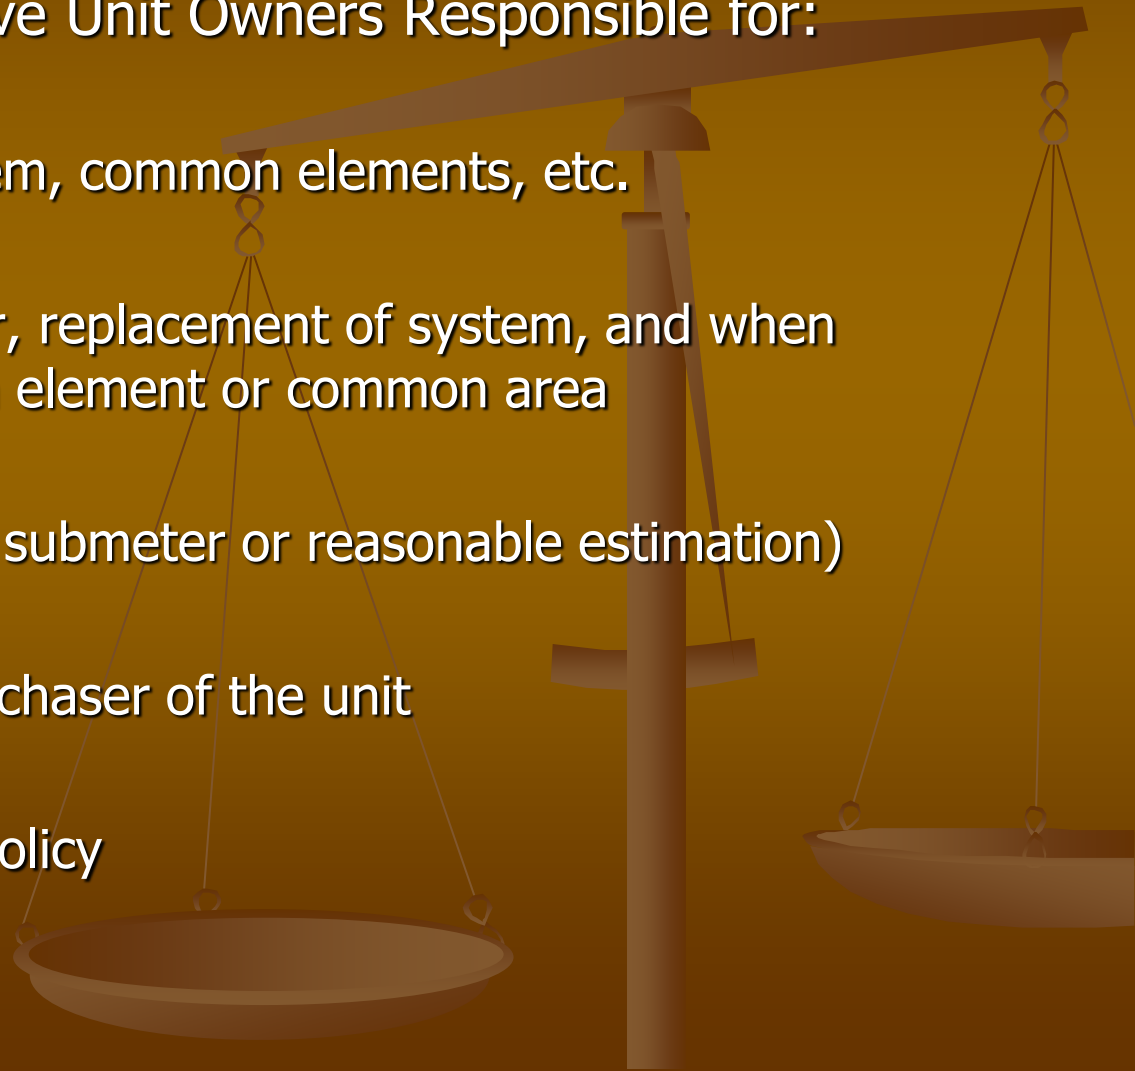 ve Unit Owners Responsible for:
em, common elements, etc.
r, replacement of system, and when
element or common area
submeter or reasonable estimation)
chaser of the unit
olicy